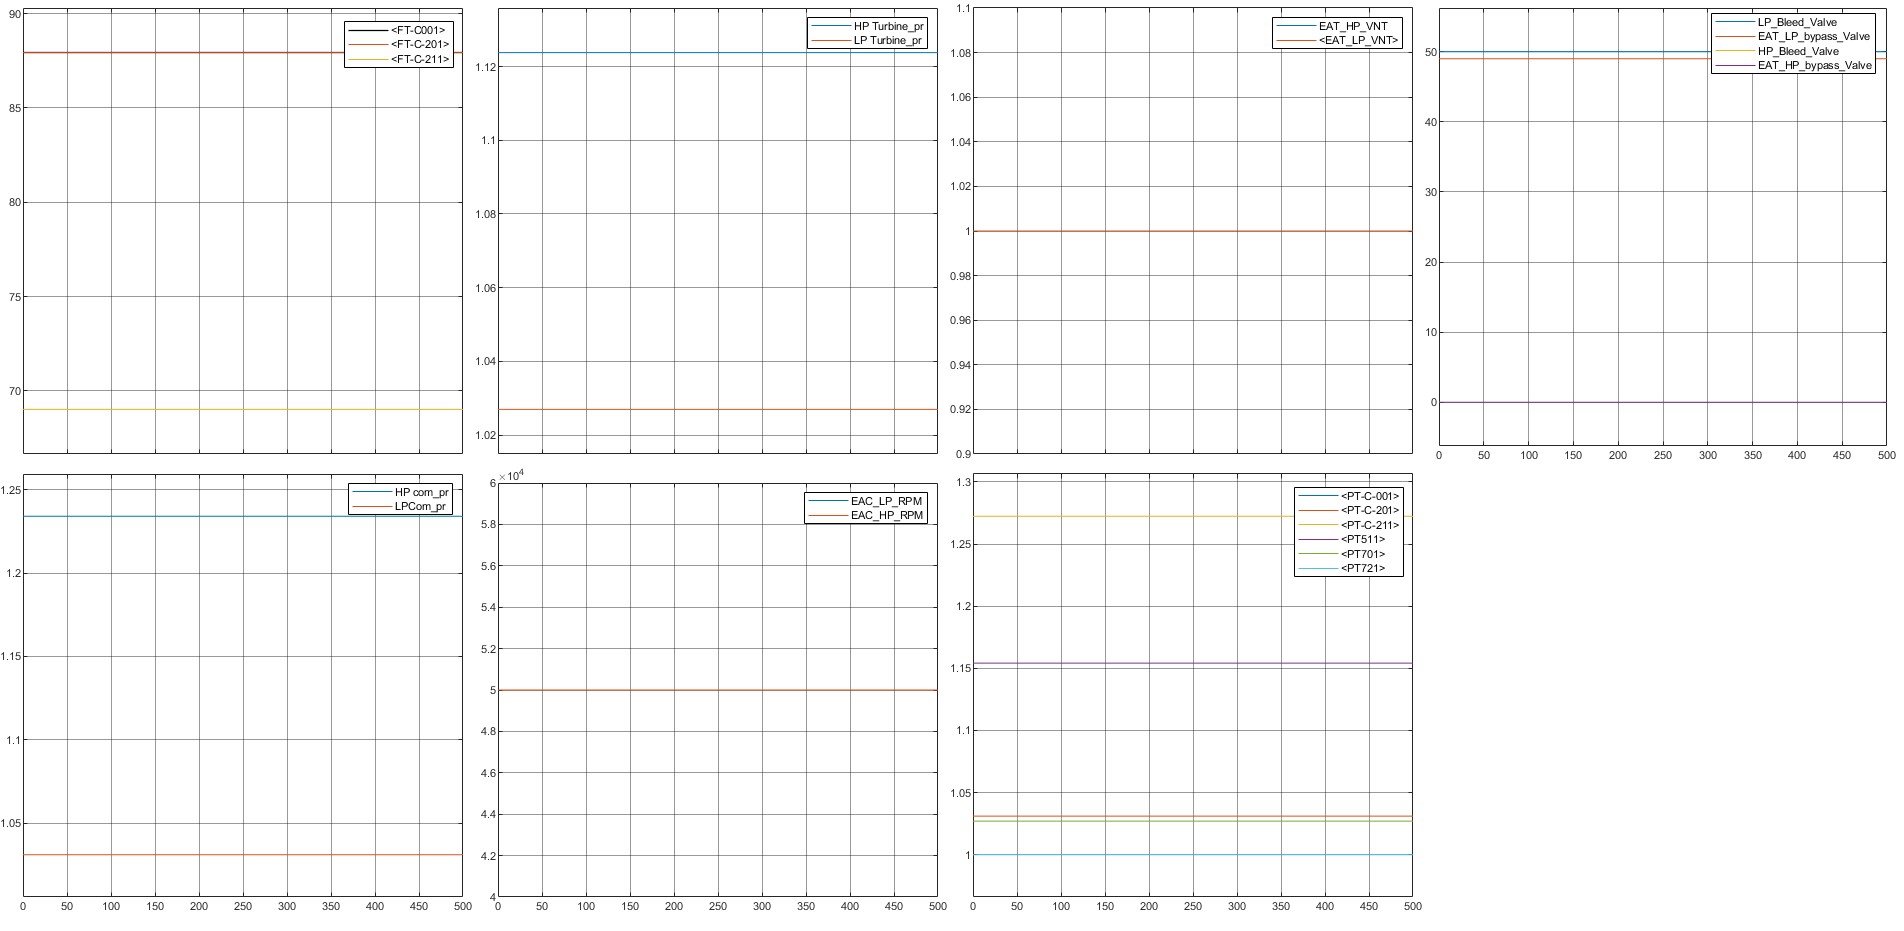 90
85
80
75
70
<FT-C001>
<FT-C-201>
<FT-C-211>
1.12
1.1
1.08
1.06
1.04
1.02
HP Turbine_pr
LP Turbine_pr
1.1
1.08
1.06
1.04
1.02
1
0.98
0.96
0.94
0.92
0.9
EAT_HP_VNT
<EAT_LP_VNT>
50
40
30
20
10
0
LP_Bleed_Valve
EAT_LP_bypass_Valve
HP_Bleed_Valve
EAT_HP_bypass_Valve
0 50 100 150 200 250 300 350 400 450 500
1.25
1.2
1.15
1.1
1.05
HP com_pr
LPCom_pr
0 50 100 150 200 250 300 350 400 450 500
×10^4
6
5.8
5.6
5.4
5.2
5
4.8
4.6
4.4
4.2
4
EAC_LP_RPM
EAC_HP_RPM
0 50 100 150 200 250 300 350 400 450 500
1.3
1.25
1.2
1.15
1.1
1.05
1
<PT-C-001>
<PT-C-201>
<PT-C-211>
<PT511>
<PT701>
<PT721>
0 50 100 150 200 250 300 350 400 450 500